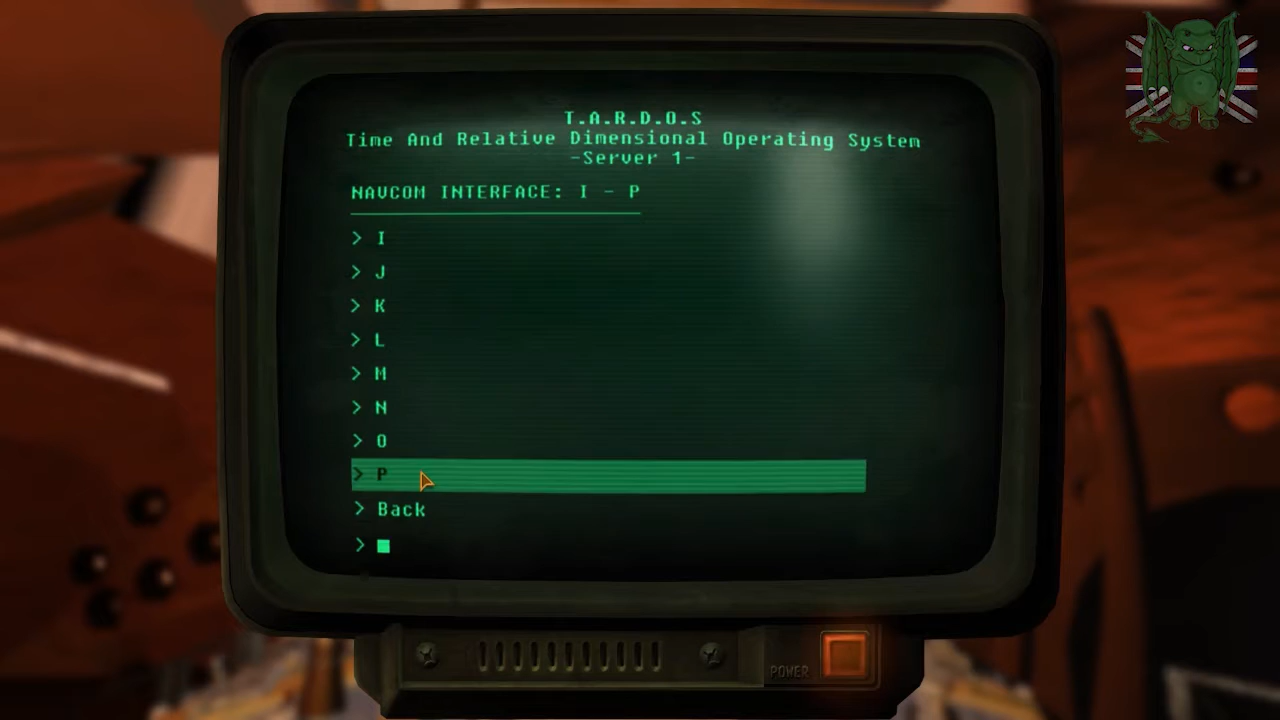 T.A.R.D.O.S
Time And Relative Dimensional Operating System
-Server 1-
NAVCOM INTERFACE: I - P
> I
> J
> K
> L
> M
> N
> O
> P
> Back
>
POWER